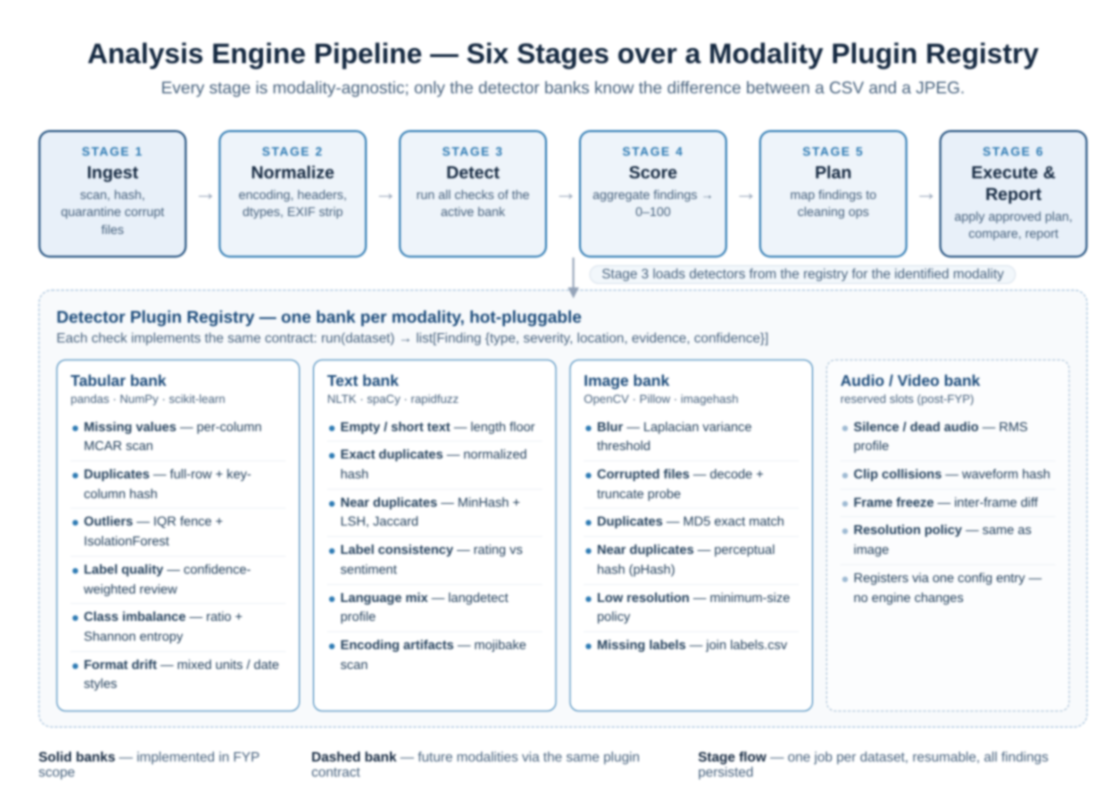 Analysis Engine Pipeline — Six Stages over a Modality Plugin Registry
Every stage is modality-agnostic; only the detector banks know the difference between a CSV and a JPEG.
STAGE 1
Ingest
scan, hash,
quarantine corrupt
files
→
STAGE 2
Normalize
encoding, headers,
dtypes, EXIF strip
→
STAGE 3
Detect
run all checks of the
active bank
→
STAGE 4
Score
aggregate findings →
0–100
→
STAGE 5
Plan
map findings to
cleaning ops
→
STAGE 6
Execute &
Report
apply approved plan,
compare, report
Stage 3 loads detectors from the registry for the identified modality
Detector Plugin Registry — one bank per modality, hot-pluggable
Each check implements the same contract: run(dataset) → list[Finding {type, severity, location, evidence, confidence}]
Tabular bank
pandas · NumPy · scikit-learn
• Missing values — per-column
MCAR scan
• Duplicates — full-row + key-
column hash
• Outliers — IQR fence +
IsolationForest
• Label quality — confidence-
weighted review
• Class imbalance — ratio +
Shannon entropy
• Format drift — mixed units / date
styles
Text bank
NLTK · spaCy · rapidfuzz
• Empty / short text — length floor
• Exact duplicates — normalized
hash
• Near duplicates — MinHash +
LSH, Jaccard
• Label consistency — rating vs
sentiment
• Language mix — langdetect
profile
• Encoding artifacts — mojibake
scan
Image bank
OpenCV · Pillow · imagehash
• Blur — Laplacian variance
threshold
• Corrupted files — decode +
truncate probe
• Duplicates — MD5 exact match
• Near duplicates — perceptual
hash (pHash)
• Low resolution — minimum-size
policy
• Missing labels — join labels.csv
Audio / Video bank
reserved slots (post-FYP)
• Silence / dead audio — RMS
profile
• Clip collisions — waveform hash
• Frame freeze — inter-frame diff
• Resolution policy — same as
image
• Registers via one config entry —
no engine changes
Solid banks — implemented in FYP
scope
Dashed bank — future modalities via the same plugin
contract
Stage flow — one job per dataset, resumable, all findings
persisted